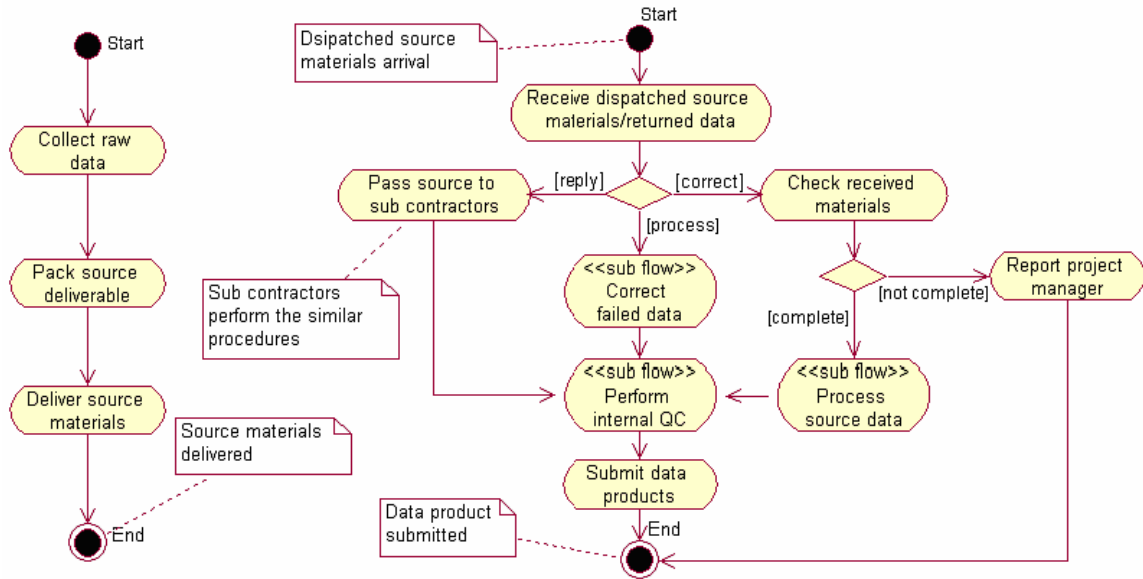 Start
Collect raw
data
Pack source
deliverable
Deliver source
materials
Source materials
delivered
End
Start
Dsipatched source
materials arrival
Receive dispatched source
materials/returned data
[reply]
[correct]
[process]
Pass source to
sub contractors
Check received
materials
Sub contractors
perform the similar
procedures
<<sub flow>>
Correct
failed data
[not complete]
[complete]
Report project
manager
<<sub flow>>
Perform
internal QC
<<sub flow>>
Process
source data
Submit data
products
Data product
submitted
End